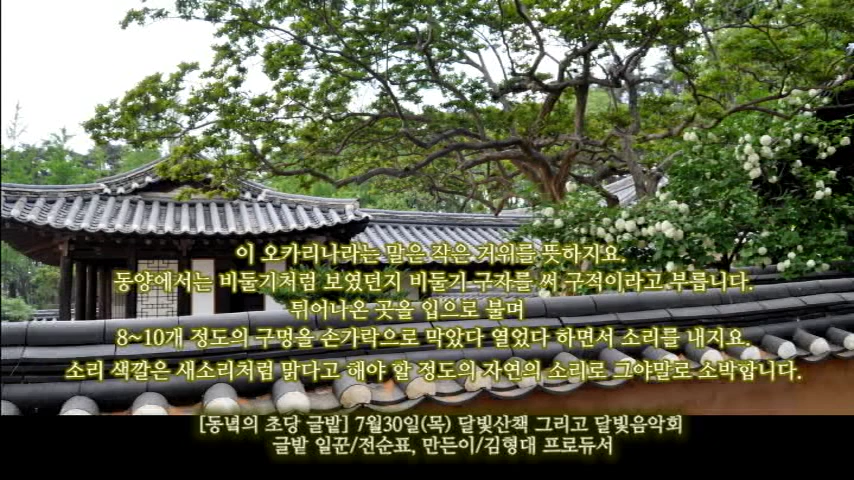 이 오카리나라는 말은 작은 거위를 뜻하지요.
동양에서는 비둘기처럼 보였던지 비둘기 구자를 써 구적이라고 부릅니다.
튀어나온 곳을 입으로 불며
8~10개 정도의 구멍을 손가락으로 막았다 열었다 하면서 소리를 내지요.
소리 색깔은 새소리처럼 맑다고 해야 할 정도의 자연의 소리로 그야말로 소박합니다.
[동녘의 초당 글밭] 7월30일(목) 달빛산책 그리고 달빛음악회
글밭 일꾼/전순표, 만든이/김형대 프로듀서